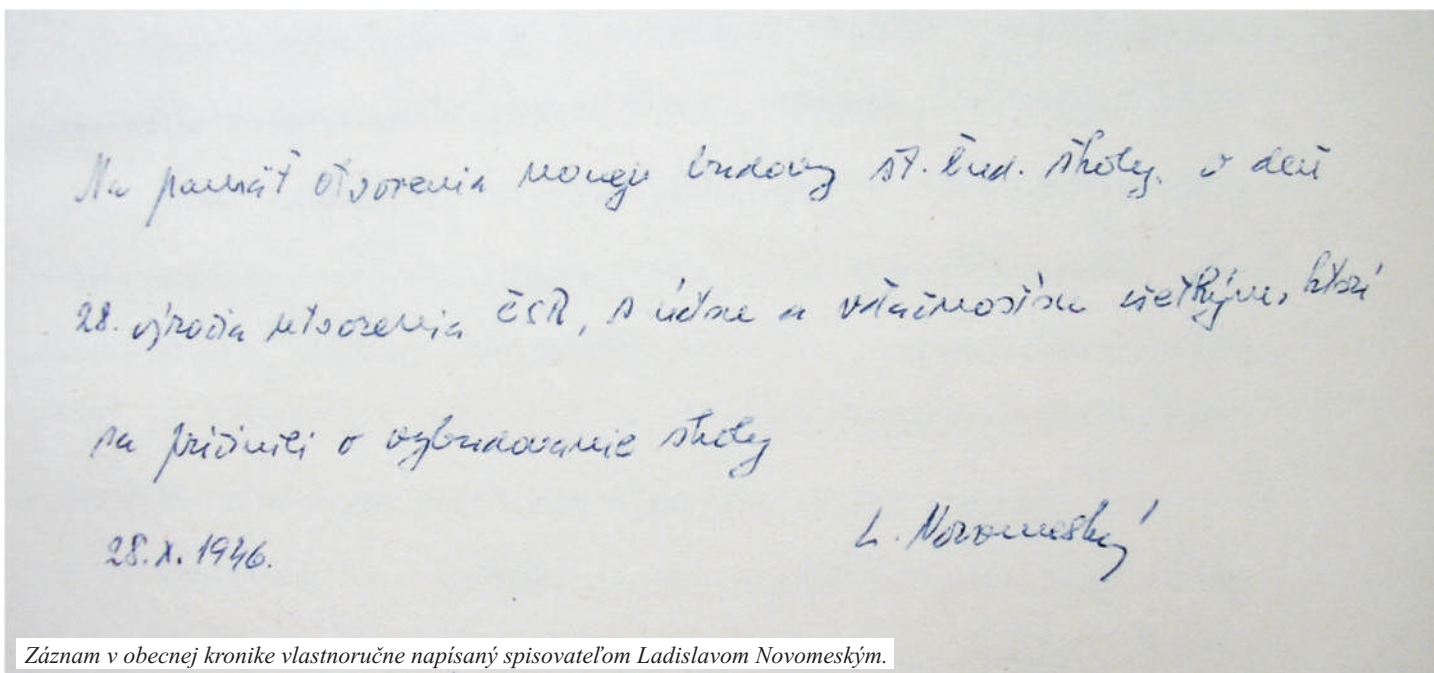 Na pamäť otvorenia novej budovy št. ľud. školy. v deň
28. výročia utvorenia ČSR, s úctou a vďačnosťou všetkým, ktorí
sa pričinili o vybudovanie školy
28. X. 1946.
L. Novomeský
Záznam v obecnej kronike vlastnoručne napísaný spisovateľom Ladislavom Novomeským.